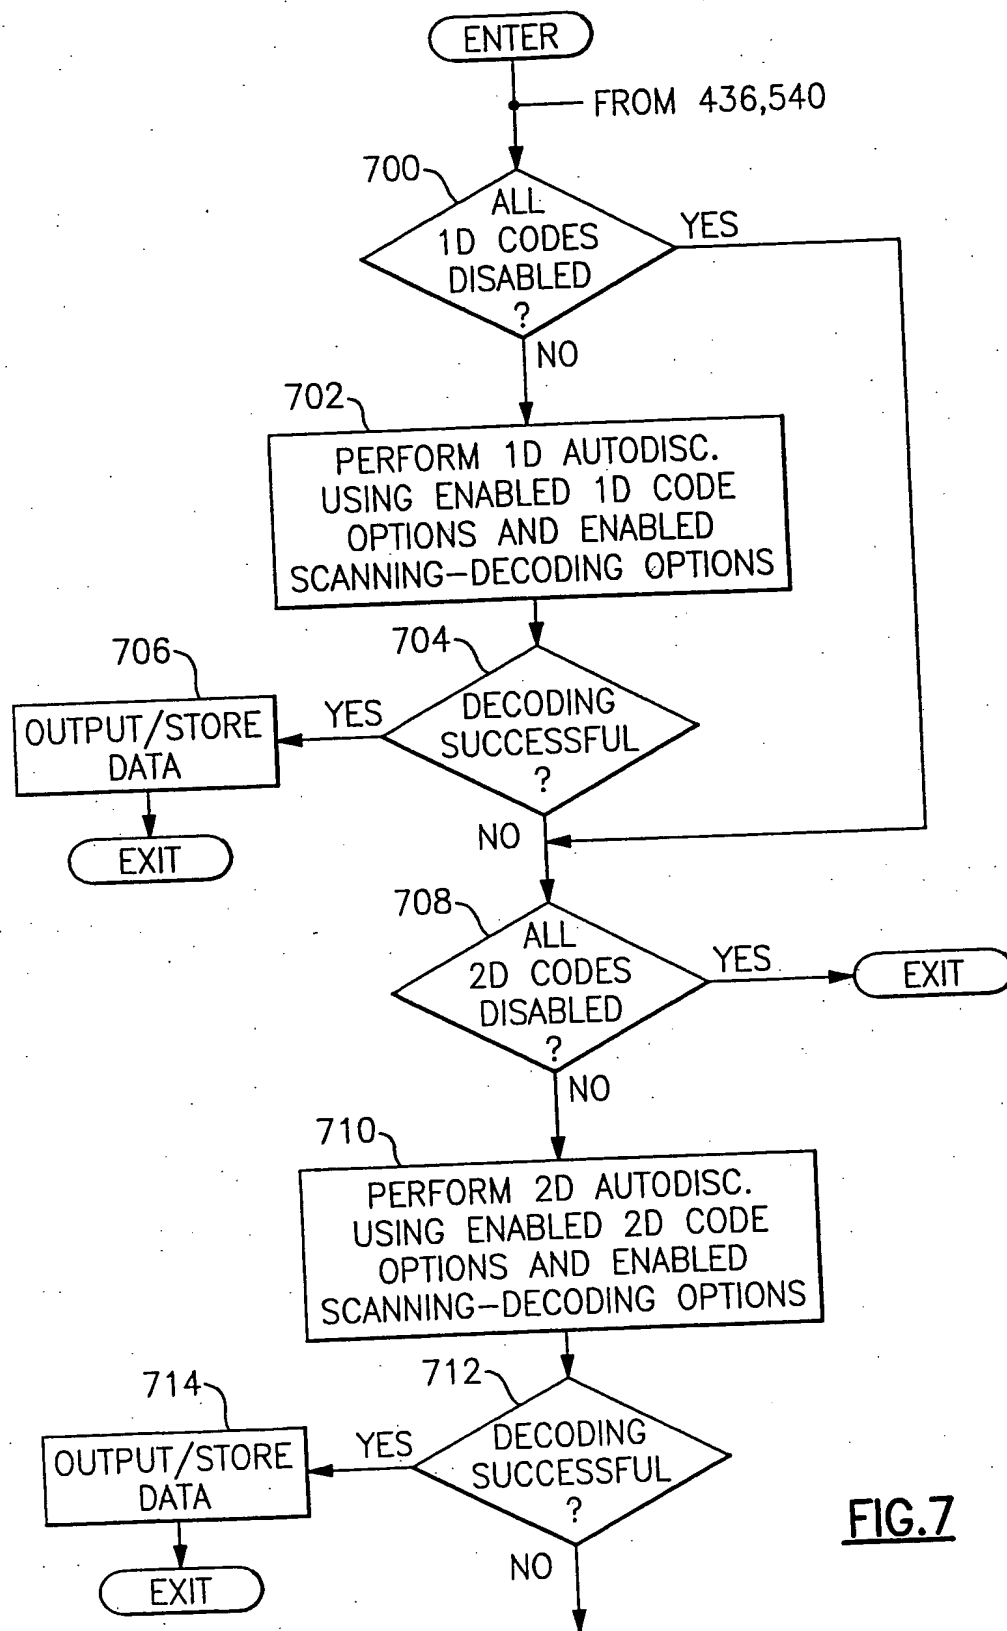 ENTER
FROM 436,540
700
ALL
1D CODES
DISABLED
?
YES
NO
702
PERFORM 1D AUTODISC.
USING ENABLED 1D CODE
OPTIONS AND ENABLED
SCANNING–DECODING OPTIONS
704
DECODING
SUCCESSFUL
?
YES
706
OUTPUT/STORE
DATA
EXIT
NO
708
ALL
2D CODES
DISABLED
?
YES
EXIT
NO
710
PERFORM 2D AUTODISC.
USING ENABLED 2D CODE
OPTIONS AND ENABLED
SCANNING–DECODING OPTIONS
712
DECODING
SUCCESSFUL
?
YES
714
OUTPUT/STORE
DATA
EXIT
NO
FIG.7